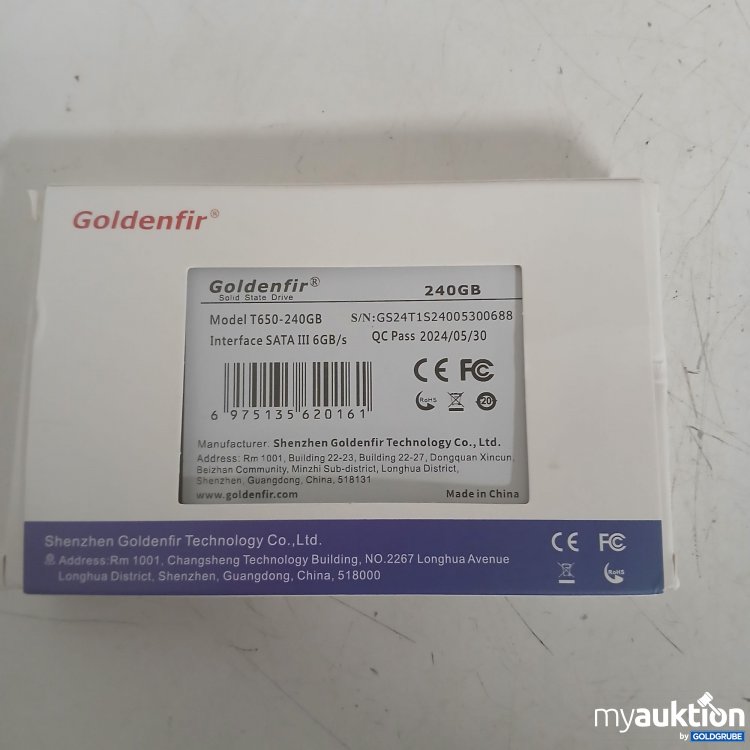 Goldenfir®
Goldenfir®
Solid State Drive
240GB
Model T650-240GB
S/N:GS24T1S24005300688
Interface SATA III 6GB/s
QC Pass 2024/05/30
CE FC
RoHS
20
6 975135 620161
Manufacturer. Shenzhen Goldenfir Technology Co., Ltd.
Address: Rm 1001, Building 22-23, Building 22-27, Dongquan Xincun,
Beizhan Community, Minzhi Sub-district, Longhua District,
Shenzhen, Guangdong, China, 518131
www.goldenfir.com
Made in China
Shenzhen Goldenfir Technology Co.,Ltd.
Address:Rm 1001, Changsheng Technology Building, NO.2267 Longhua Avenue
Longhua District, Shenzhen, Guangdong, China, 518000
CE FC
RoHS
myauktion
by GOLDGRUBE